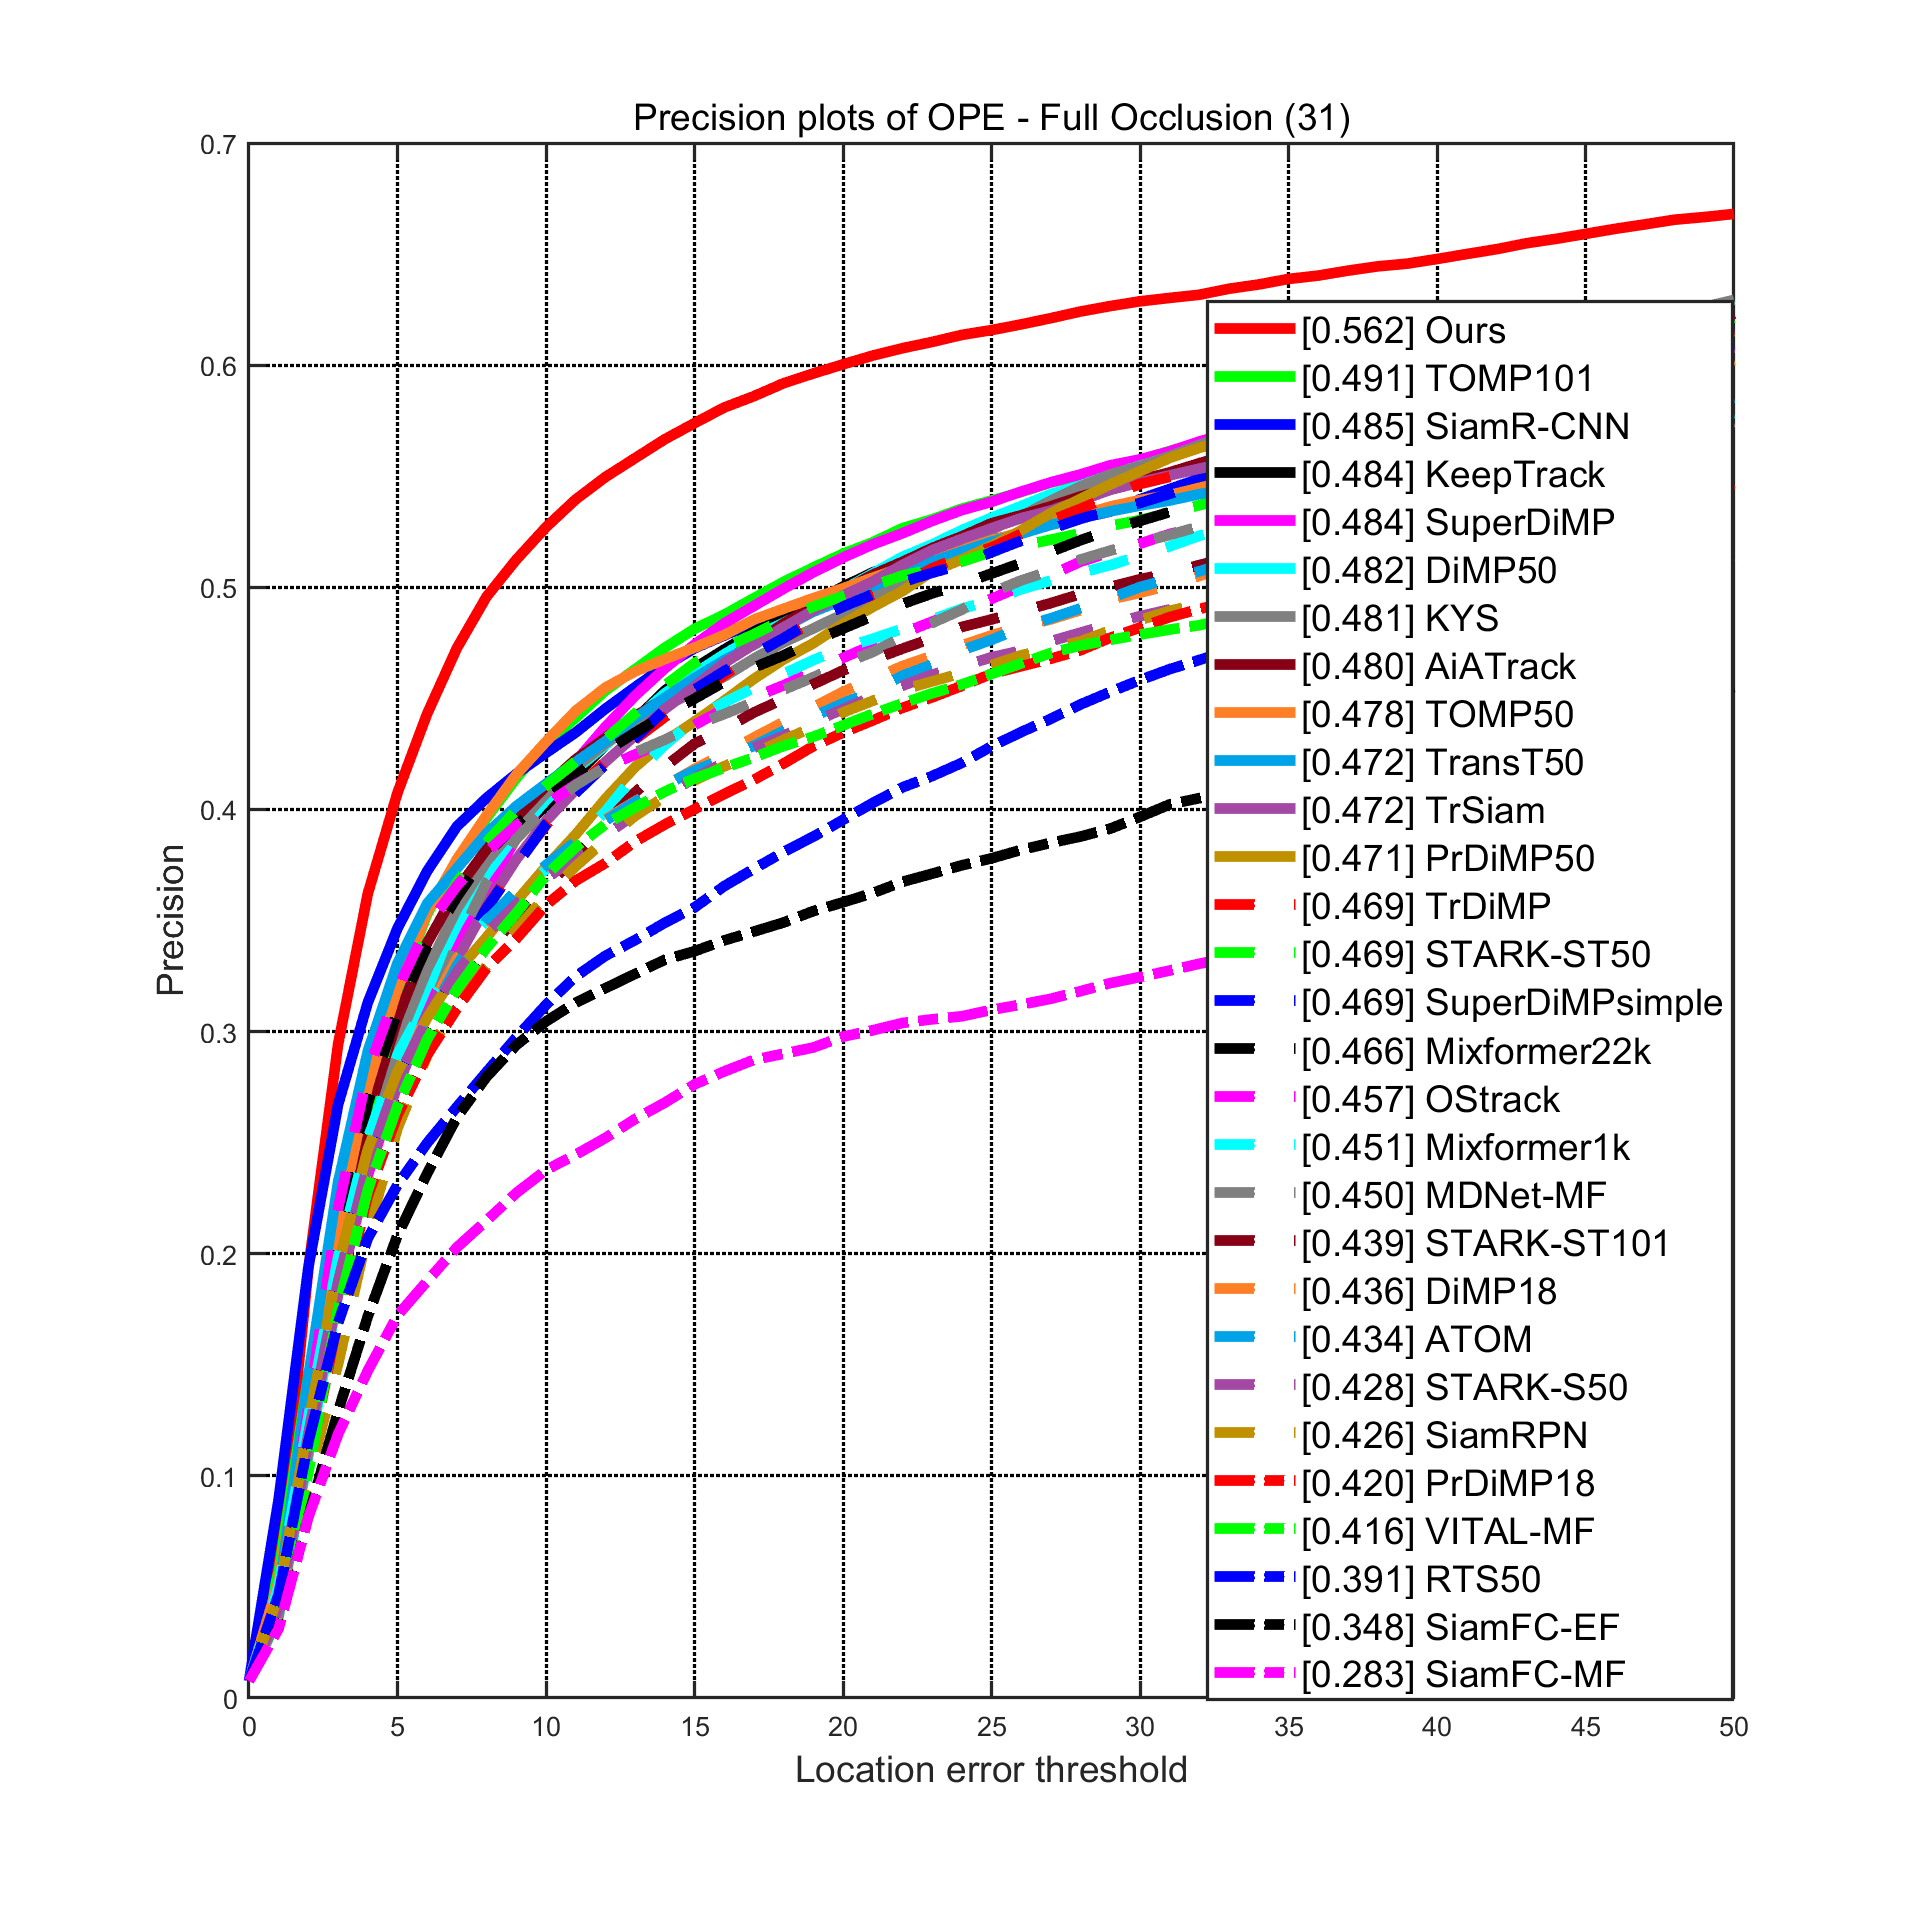 Precision plots of OPE - Full Occlusion (31)
0.7
0.6
0.5
0.4
0.3
0.2
0.1
0
Precision
0 5 10 15 20 25 30 35 40 45 50
Location error threshold
[0.562] Ours
[0.491] TOMP101
[0.485] SiamR-CNN
[0.484] KeepTrack
[0.484] SuperDiMP
[0.482] DiMP50
[0.481] KYS
[0.480] AiATrack
[0.478] TOMP50
[0.472] TransT50
[0.472] TrSiam
[0.471] PrDiMP50
[0.469] TrDiMP
[0.469] STARK-ST50
[0.469] SuperDiMPsimple
[0.466] Mixformer22k
[0.457] OStrack
[0.451] Mixformer1k
[0.450] MDNet-MF
[0.439] STARK-ST101
[0.436] DiMP18
[0.434] ATOM
[0.428] STARK-S50
[0.426] SiamRPN
[0.420] PrDiMP18
[0.416] VITAL-MF
[0.391] RTS50
[0.348] SiamFC-EF
[0.283] SiamFC-MF